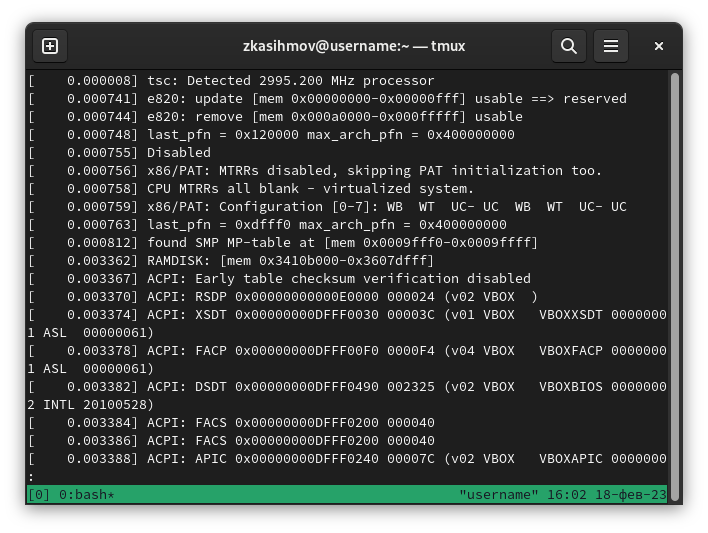 zkasihmov@username:~ — tmux
[    0.000008] tsc: Detected 2995.200 MHz processor
[    0.000741] e820: update [mem 0x00000000-0x00000fff] usable ==> reserved
[    0.000744] e820: remove [mem 0x000a0000-0x000fffff] usable
[    0.000748] last_pfn = 0x120000 max_arch_pfn = 0x400000000
[    0.000755] Disabled
[    0.000756] x86/PAT: MTRRs disabled, skipping PAT initialization too.
[    0.000758] CPU MTRRs all blank - virtualized system.
[    0.000759] x86/PAT: Configuration [0-7]: WB  WT  UC- UC  WB  WT  UC- UC
[    0.000763] last_pfn = 0xdfff0 max_arch_pfn = 0x400000000
[    0.000812] found SMP MP-table at [mem 0x0009fff0-0x0009ffff]
[    0.003362] RAMDISK: [mem 0x3410b000-0x3607dfff]
[    0.003367] ACPI: Early table checksum verification disabled
[    0.003370] ACPI: RSDP 0x00000000000E0000 000024 (v02 VBOX  )
[    0.003374] ACPI: XSDT 0x00000000DFFF0030 00003C (v01 VBOX   VBOXXSDT 0000000
1 ASL  00000061)
[    0.003378] ACPI: FACP 0x00000000DFFF00F0 0000F4 (v04 VBOX   VBOXFACP 0000000
1 ASL  00000061)
[    0.003382] ACPI: DSDT 0x00000000DFFF0490 002325 (v02 VBOX   VBOXBIOS 0000000
2 INTL 20100528)
[    0.003384] ACPI: FACS 0x00000000DFFF0200 000040
[    0.003386] ACPI: FACS 0x00000000DFFF0200 000040
[    0.003388] ACPI: APIC 0x00000000DFFF0240 00007C (v02 VBOX   VBOXAPIC 0000000
:
[0] 0:bash* "username" 16:02 18-фев-23